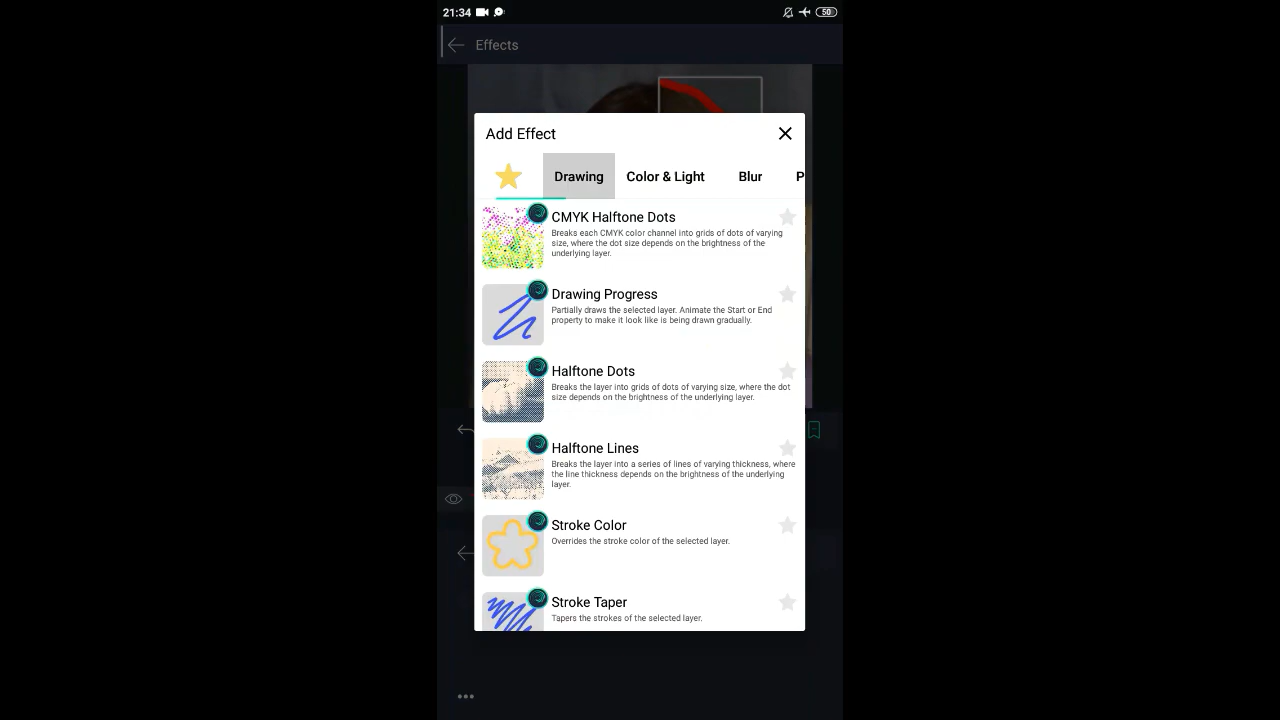 21:34
50
Effects
Add Effect
Drawing Color & Light Blur P
CMYK Halftone Dots
Breaks each CMYK color channel into grids of dots of varying
size, where the dot size depends on the brightness of the
underlying layer.
Drawing Progress
Partially draws the selected layer. Animate the Start or End
property to make it look like is being drawn gradually.
Halftone Dots
Breaks the layer into grids of dots of varying size, where the dot
size depends on the brightness of the underlying layer.
Halftone Lines
Breaks the layer into a series of lines of varying thickness, where
the line thickness depends on the brightness of the underlying
layer.
Stroke Color
Overrides the stroke color of the selected layer.
Stroke Taper
Tapers the strokes of the selected layer.